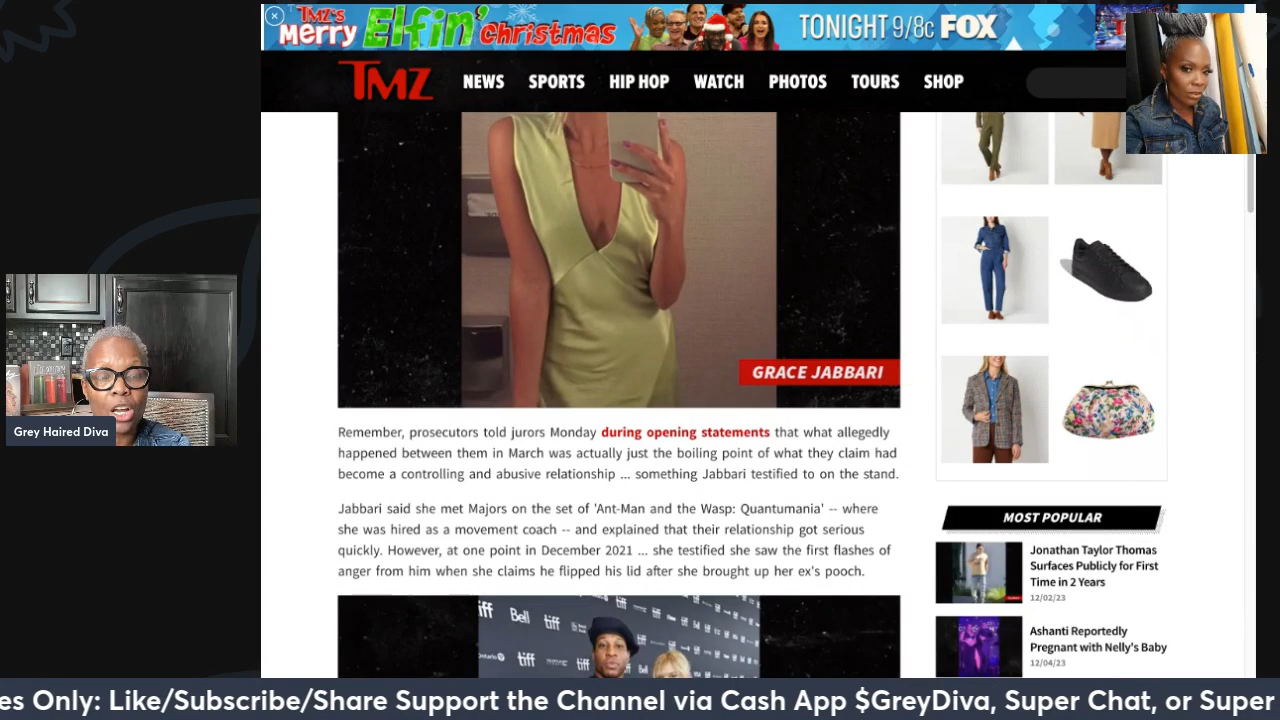 TMZ's
Merry Elfin' Christmas
TONIGHT 9/8c FOX
TMZ NEWS SPORTS HIP HOP WATCH PHOTOS TOURS SHOP
GRACE JABBARI
Remember, prosecutors told jurors Monday during opening statements that what allegedly
happened between them in March was actually just the boiling point of what they claim had
become a controlling and abusive relationship ... something Jabbari testified to on the stand.
Jabbari said she met Majors on the set of 'Ant-Man and the Wasp: Quantumania' -- where
she was hired as a movement coach -- and explained that their relationship got serious
quickly. However, at one point in December 2021 ... she testified she saw the first flashes of
anger from him when she claims he flipped his lid after she brought up her ex's pooch.
tiff Bell tiff
tiff tiff
MOST POPULAR
Jonathan Taylor Thomas
Surfaces Publicly for First
Time in 2 Years
12/02/23
Ashanti Reportedly
Pregnant with Nelly's Baby
12/04/23
Grey Haired Diva
es Only: Like/Subscribe/Share Support the Channel via Cash App $GreyDiva, Super Chat, or Super